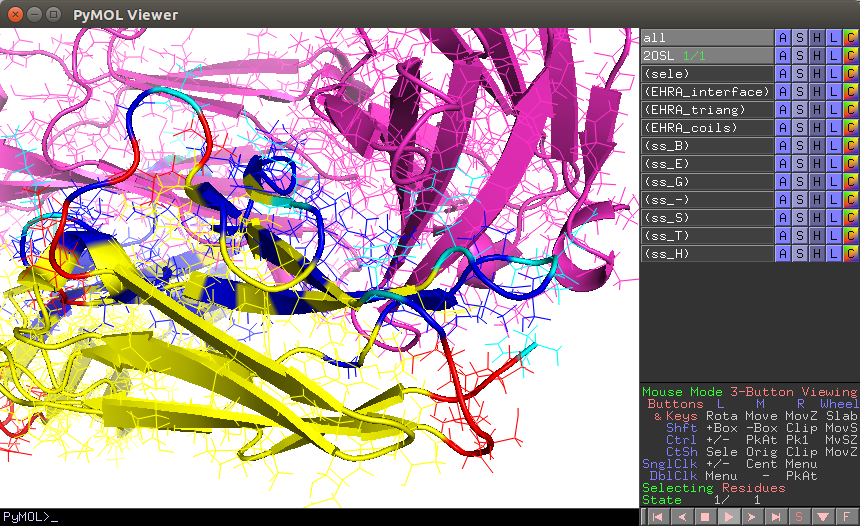 PyMOL Viewer
all A S H L C
2OSL 1/1 A S H L C
(sele) A S H L C
(EHRA_interface) A S H L C
(EHRA_triang) A S H L C
(EHRA_coils) A S H L C
(ss_B) A S H L C
(ss_E) A S H L C
(ss_G) A S H L C
(ss_-) A S H L C
(ss_S) A S H L C
(ss_T) A S H L C
(ss_H) A S H L C
Mouse Mode 3-Button Viewing
Buttons L M R Wheel
& Keys Rota Move MovZ Slab
Shft +Box -Box Clip MovS
Ctrl +/- PkAt Pk1 MvSZ
CtSh Sele Orig Clip MovZ
SnglClk +/- Cent Menu
DblClk Menu - PkAt
Selecting Residues
State 1/ 1
PyMOL>_
S F